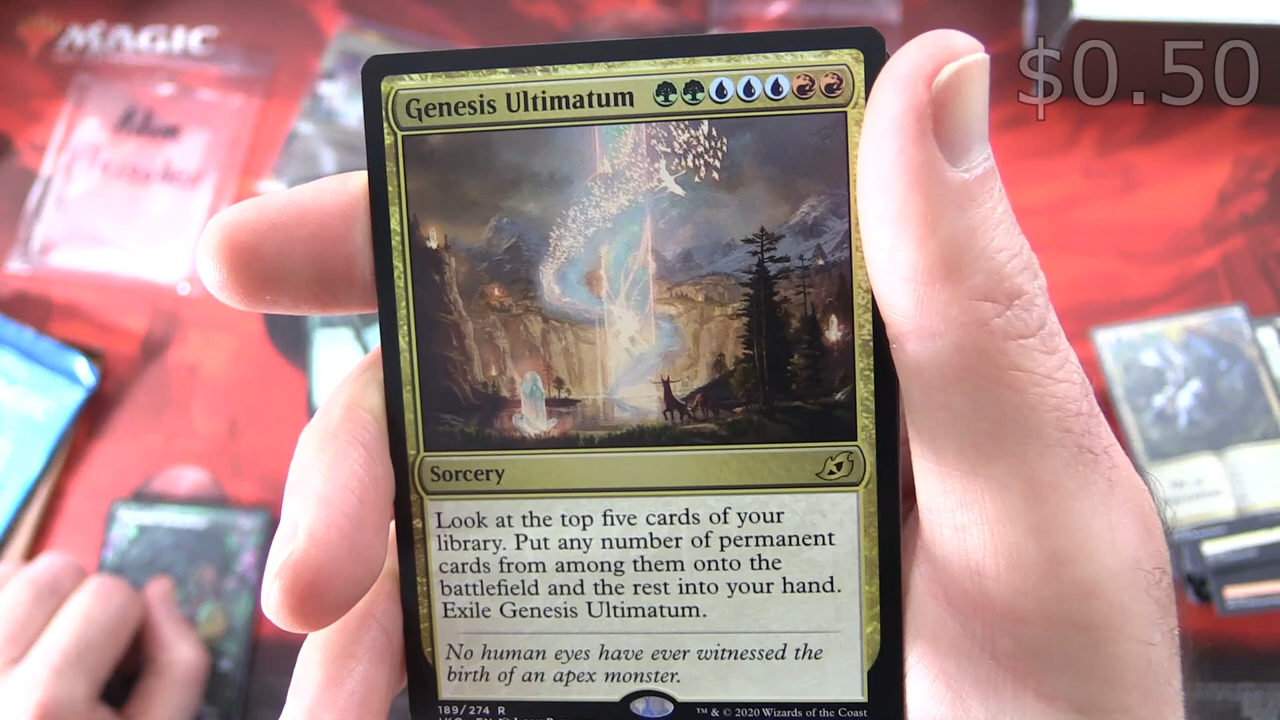 MAGIC
$0.50
Genesis Ultimatum
Sorcery
Look at the top five cards of your
library. Put any number of permanent
cards from among them onto the
battlefield and the rest into your hand.
Exile Genesis Ultimatum.
No human eyes have ever witnessed the
birth of an apex monster.
189/274 R
™ & © 2020 Wizards of the Coast